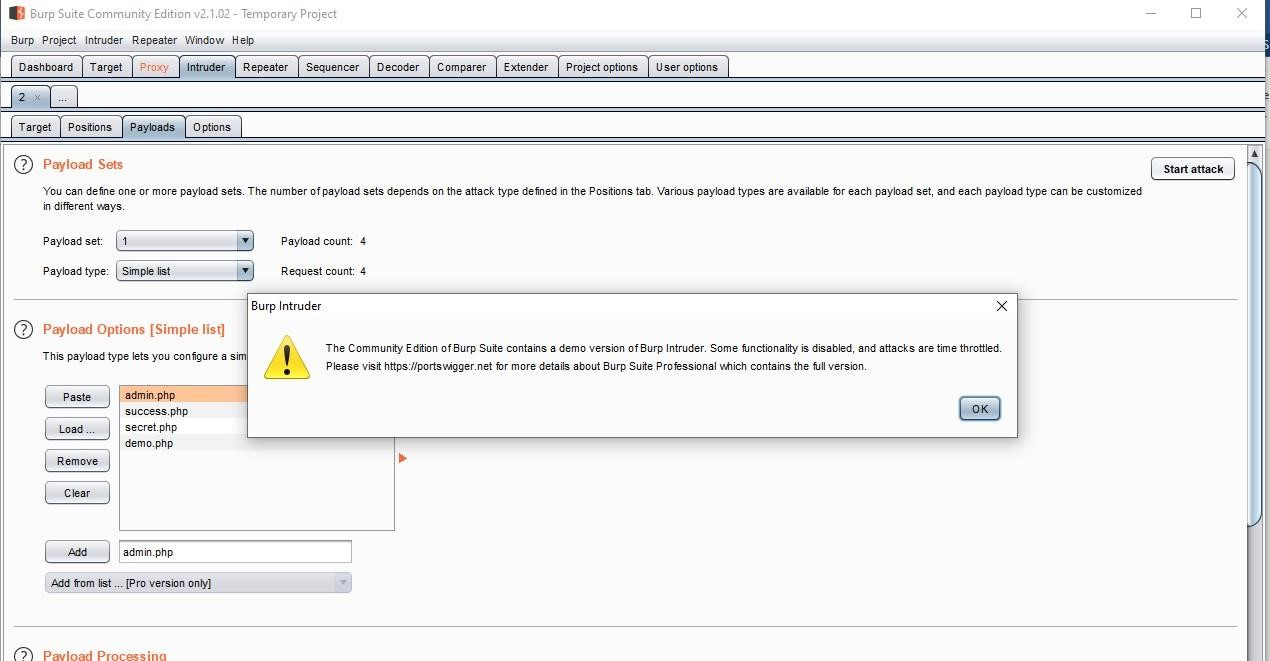 Burp Suite Community Edition v2.1.02 - Temporary Project
Burp Project Intruder Repeater Window Help
Dashboard Target Proxy Intruder Repeater Sequencer Decoder Comparer Extender Project options User options
2 × ...
Target Positions Payloads Options
? Payload Sets
Start attack
You can define one or more payload sets. The number of payload sets depends on the attack type defined in the Positions tab. Various payload types are available for each payload set, and each payload type can be customized
in different ways.
Payload set: 1 Payload count: 4
Payload type: Simple list Request count: 4
? Payload Options [Simple list]
This payload type lets you configure a sim
Burp Intruder
The Community Edition of Burp Suite contains a demo version of Burp Intruder. Some functionality is disabled, and attacks are time throttled.
Please visit https://portswigger.net for more details about Burp Suite Professional which contains the full version.
OK
Paste admin.php
success.php
Load ... secret.php
demo.php
Remove
Clear
Add admin.php
Add from list ... [Pro version only]
? Payload Processing